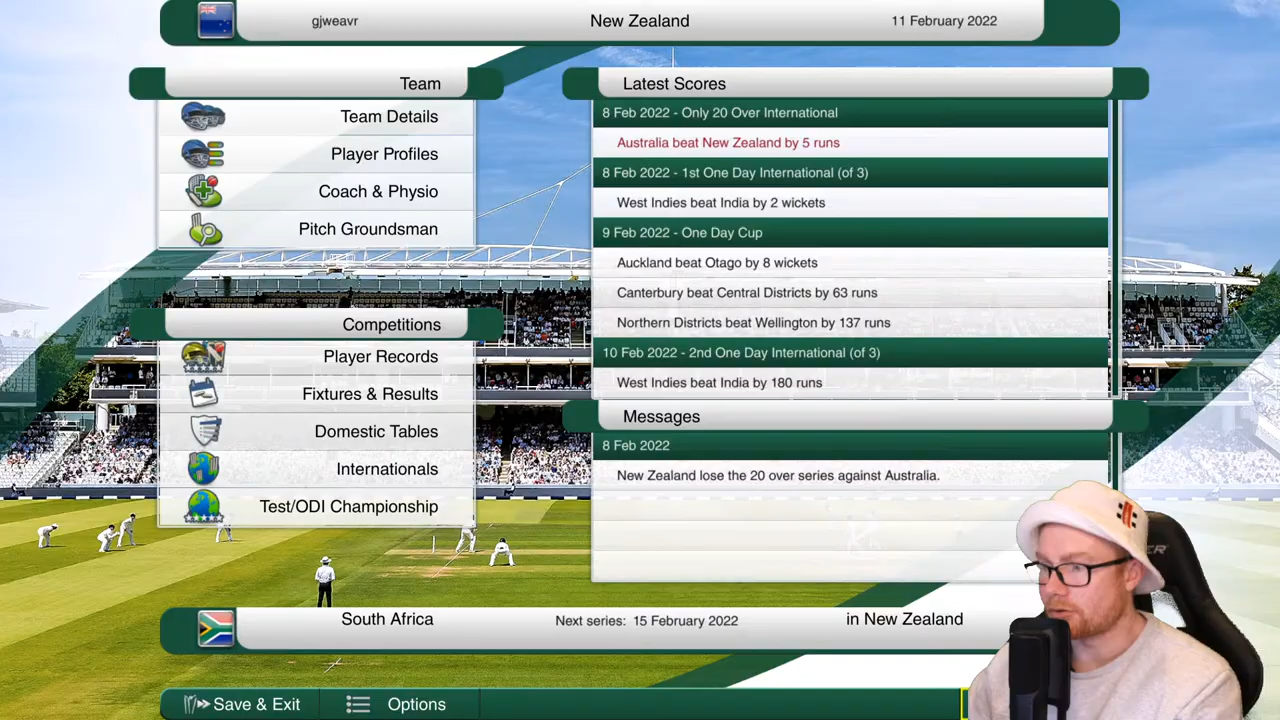 gjweavr
New Zealand
11 February 2022
Team
Team Details
Player Profiles
Coach & Physio
Pitch Groundsman
Competitions
Player Records
Fixtures & Results
Domestic Tables
Internationals
Test/ODI Championship
Latest Scores
8 Feb 2022 - Only 20 Over International
Australia beat New Zealand by 5 runs
8 Feb 2022 - 1st One Day International (of 3)
West Indies beat India by 2 wickets
9 Feb 2022 - One Day Cup
Auckland beat Otago by 8 wickets
Canterbury beat Central Districts by 63 runs
Northern Districts beat Wellington by 137 runs
10 Feb 2022 - 2nd One Day International (of 3)
West Indies beat India by 180 runs
Messages
8 Feb 2022
New Zealand lose the 20 over series against Australia.
South Africa
Next series: 15 February 2022
in New Zealand
Save & Exit
Options